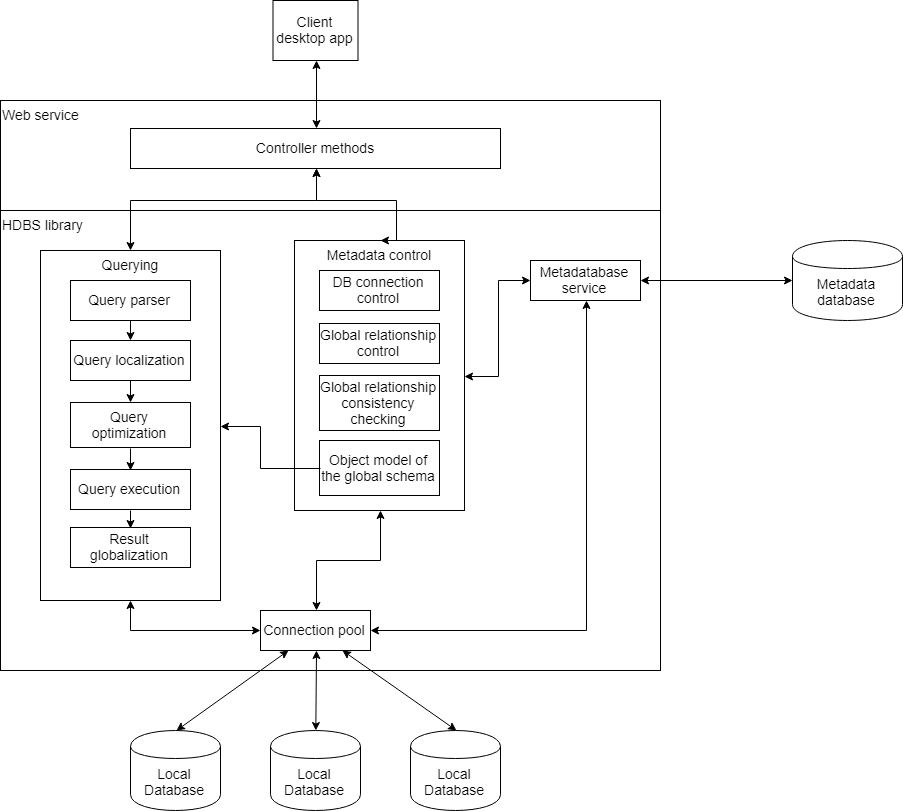 Client
desktop app
Web service
Controller methods
HDBS library
Querying
Query parser
Query localization
Query
optimization
Query execution
Result
globalization
Metadata control
DB connection
control
Global relationship
control
Global relationship
consistency
checking
Object model of
the global schema
Metadatabase
service
Metadata
database
Connection pool
Local
Database
Local
Database
Local
Database